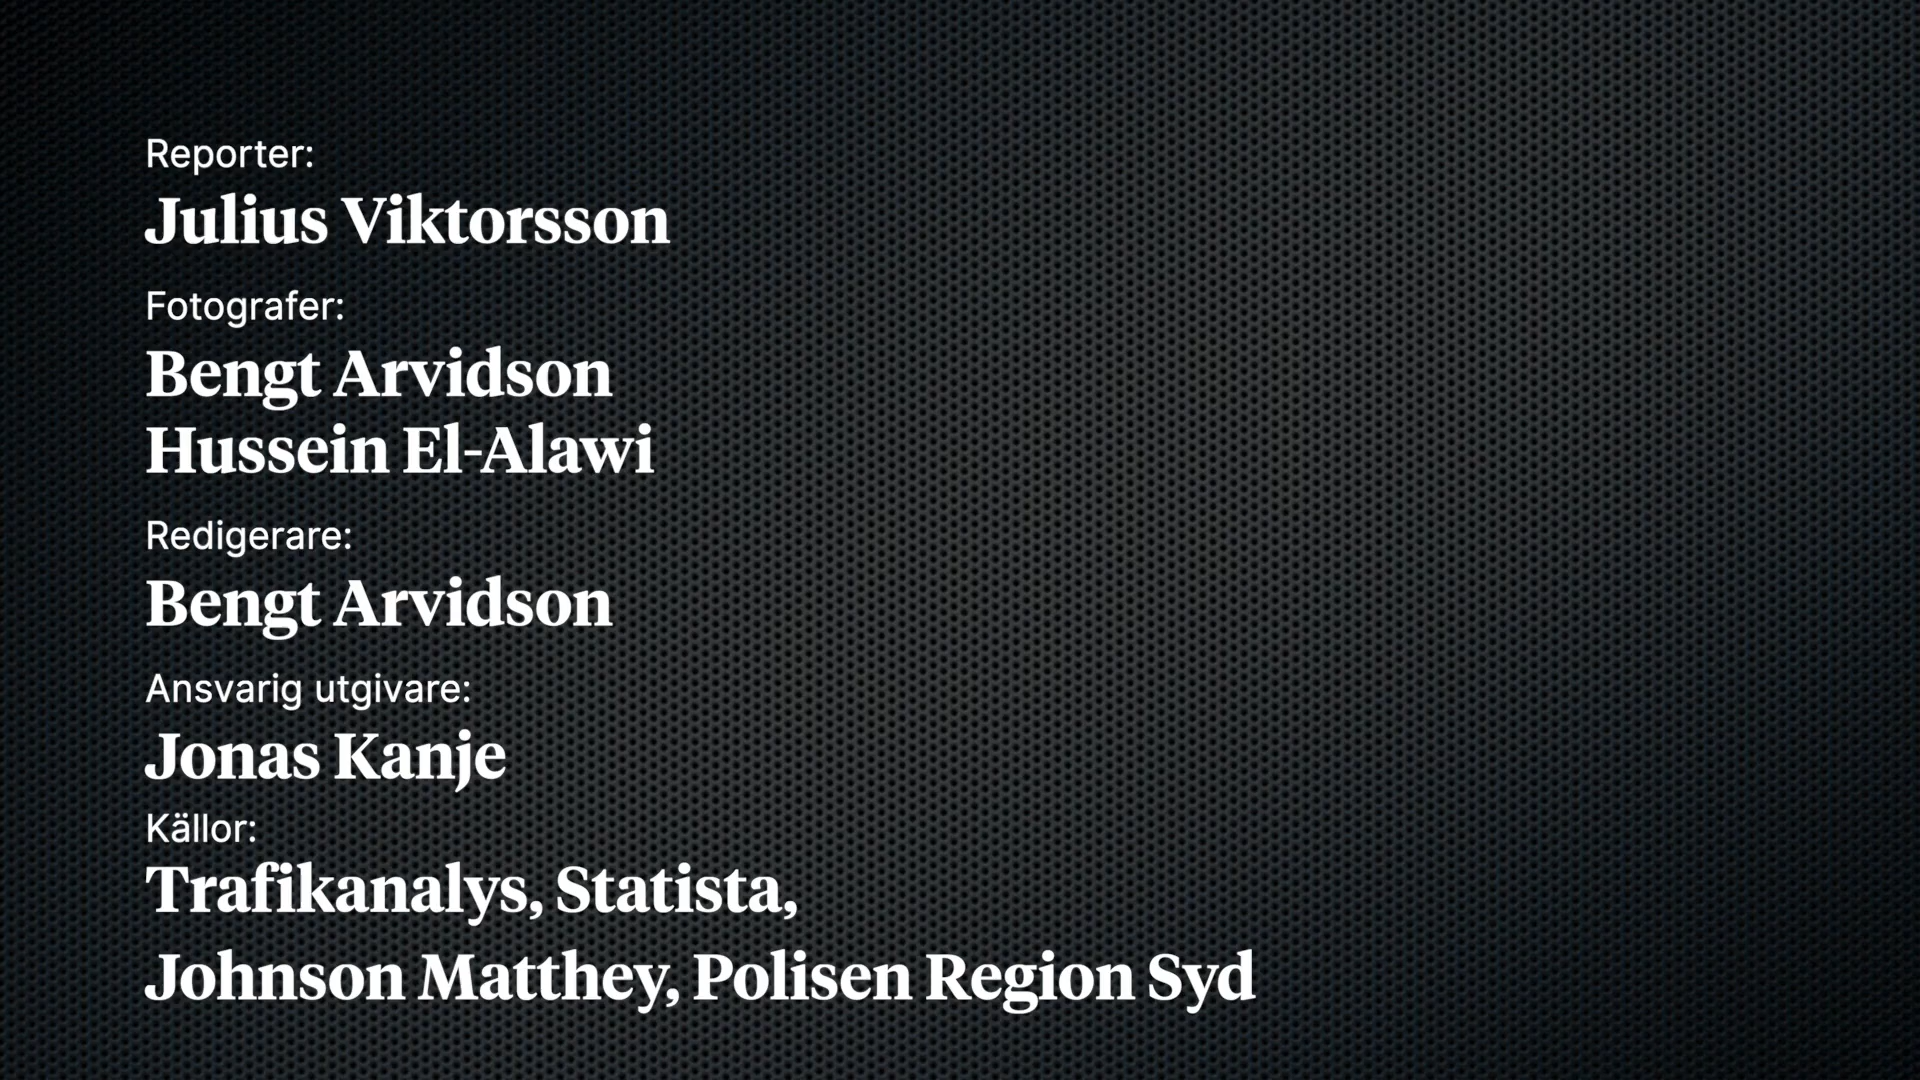 Reporter:
Julius Viktorsson
Fotografer:
Bengt Arvidson
Hussein El-Alawi
Redigerare:
Bengt Arvidson
Ansvarig utgivare:
Jonas Kanje
Källor:
Trafikanalys, Statista,
Johnson Matthey, Polisen Region Syd